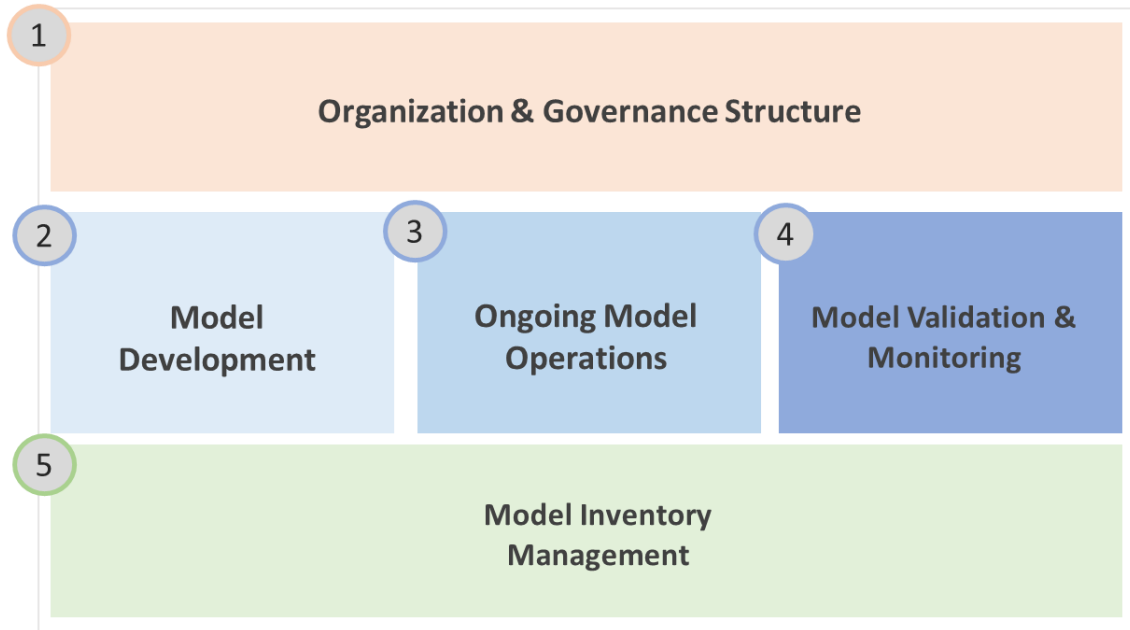 1
Organization & Governance Structure
2
Model
Development
3
Ongoing Model
Operations
4
Model Validation &
Monitoring
5
Model Inventory
Management